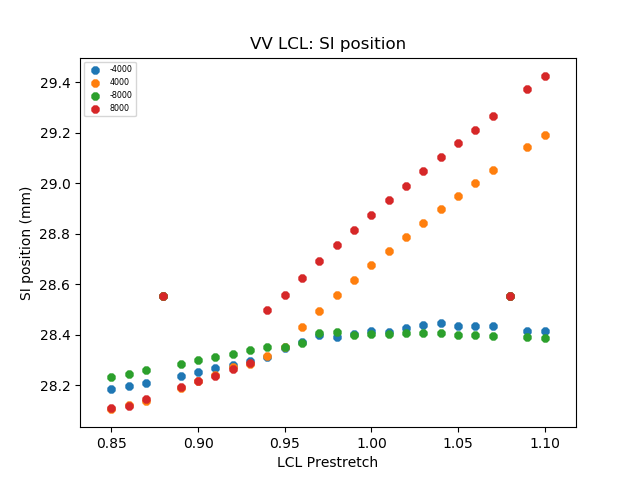 VV LCL: SI position
-4000
4000
-8000
8000
SI position (mm)
29.4
29.2
29.0
28.8
28.6
28.4
28.2
0.85 0.90 0.95 1.00 1.05 1.10
LCL Prestretch